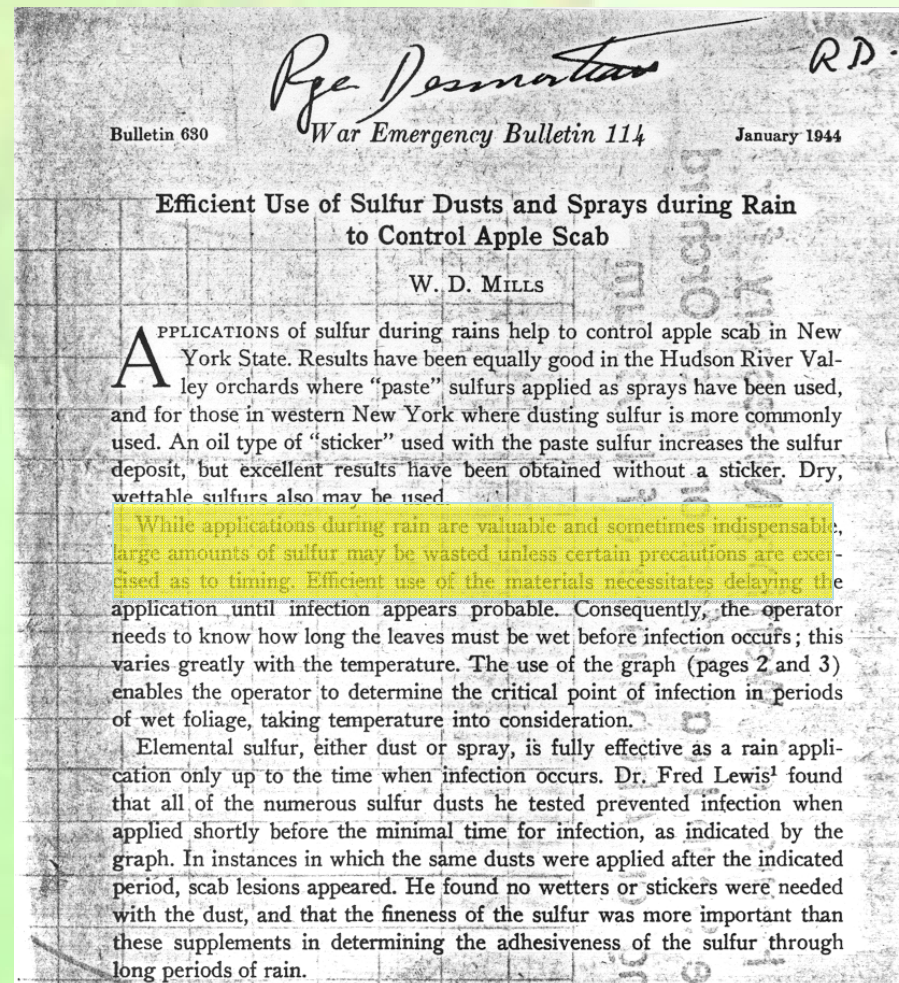 R D.
Bulletin 630 War Emergency Bulletin 114 January 1944
Efficient Use of Sulfur Dusts and Sprays during Rain
to Control Apple Scab
W. D. MILLS
APPLICATIONS of sulfur during rains help to control apple scab in New
York State. Results have been equally good in the Hudson River Val-
ley orchards where “paste” sulfurs applied as sprays have been used,
and for those in western New York where dusting sulfur is more commonly
used. An oil type of “sticker” used with the paste sulfur increases the sulfur
deposit, but excellent results have been obtained without a sticker. Dry,
wettable sulfurs also may be used.
While applications during rain are valuable and sometimes indispensable,
large amounts of sulfur may be wasted unless certain precautions are exer-
cised as to timing. Efficient use of the materials necessitates delaying the
application until infection appears probable. Consequently, the operator
needs to know how long the leaves must be wet before infection occurs; this
varies greatly with the temperature. The use of the graph (pages 2 and 3)
enables the operator to determine the critical point of infection in periods
of wet foliage, taking temperature into consideration.
Elemental sulfur, either dust or spray, is fully effective as a rain appli-
cation only up to the time when infection occurs. Dr. Fred Lewis¹ found
that all of the numerous sulfur dusts he tested prevented infection when
applied shortly before the minimal time for infection, as indicated by the
graph. In instances in which the same dusts were applied after the indicated
period, scab lesions appeared. He found no wetters or stickers were needed
with the dust, and that the fineness of the sulfur was more important than
these supplements in determining the adhesiveness of the sulfur through
long periods of rain.